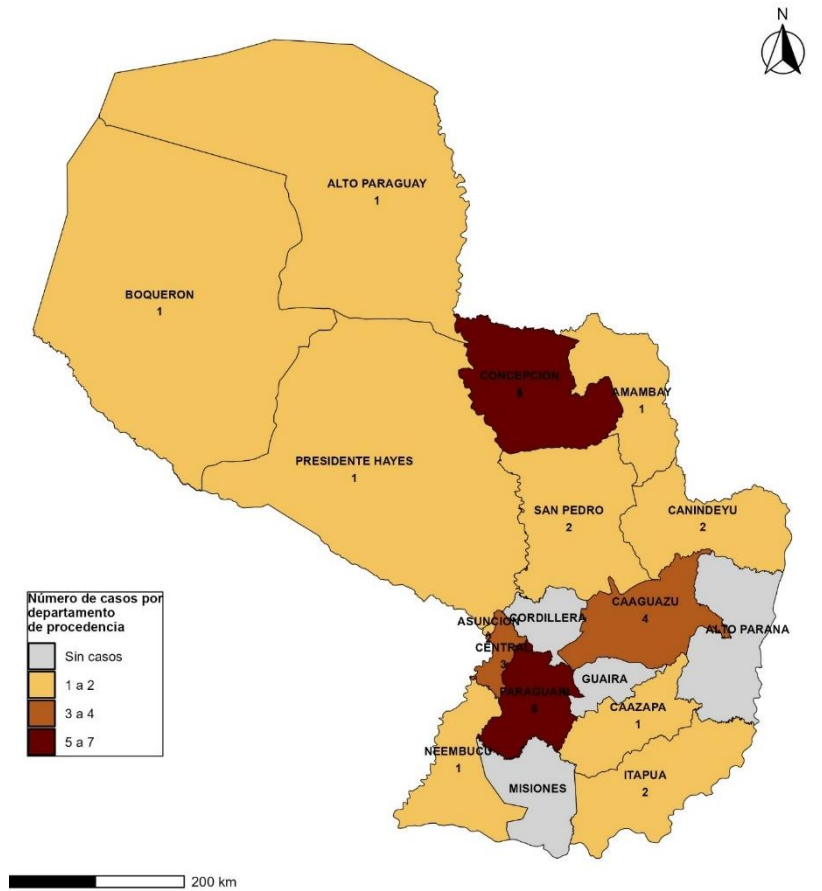 N
ALTO PARAGUAY
1
BOQUERON
1
CONCEPCION
AMAMBAY
1
PRESIDENTE HAYES
1
SAN PEDRO
2
CANINDEYU
2
Número de casos por
departamento
de procedencia
Sin casos
1 a 2
3 a 4
5 a 7
ASUNCION
CORDILLERA
CAAGUAZU
4
ALTO PARANA
CENTRAL
3
GUAIRA
PARAGUARI
CAAZAPA
1
NEEMBUCU
1
MISIONES
ITAPUA
2
200 km